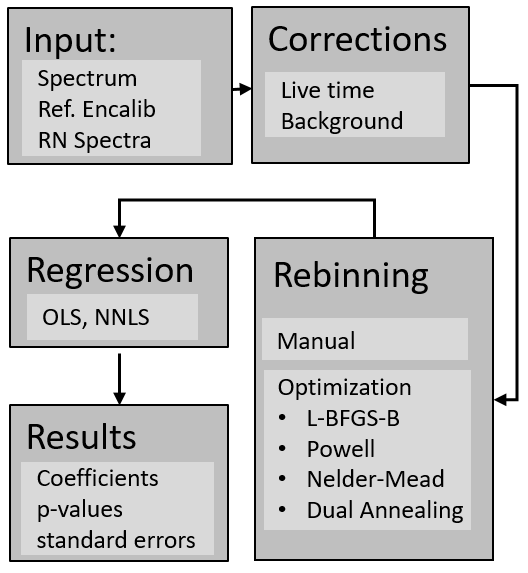 Input:
Spectrum
Ref. Encalib
RN Spectra
Corrections
Live time
Background
Rebinning
Manual
Optimization
• L-BFGS-B
• Powell
• Nelder-Mead
• Dual Annealing
Regression
OLS, NNLS
Results
Coefficients
p-values
standard errors